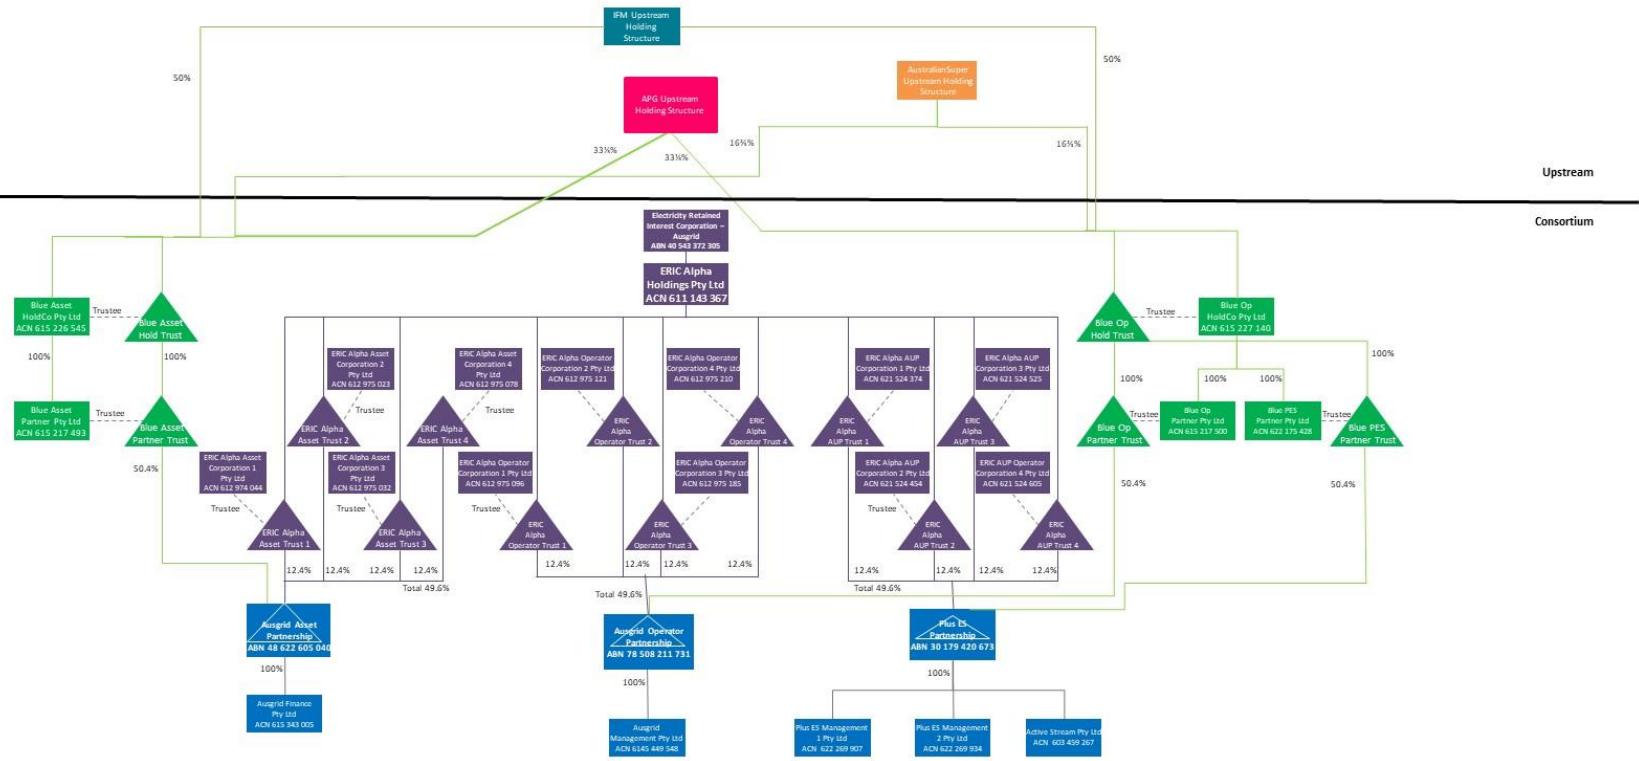 IFM Upstream
Holding
Structure
50%
50%
AustralianSuper
Upstream Holding
Structure
APG Upstream
Holding Structure
33⅓%
33⅓%
16⅔%
16⅔%
Upstream
Consortium
Electricity Retained
Interest Corporation –
Ausgrid
ABN 40 543 372 305
ERIC Alpha
Holdings Pty Ltd
ACN 611 143 367
Blue Asset
HoldCo Pty Ltd
ACN 615 226 545
Trustee
Blue Asset
Hold Trust
100%
100%
Blue Asset
Partner Pty Ltd
ACN 615 217 493
Trustee
Blue Asset
Partner Trust
50.4%
Blue Op
Hold Trust
Trustee
Blue Op
HoldCo Pty Ltd
ACN 615 227 140
100%
100%
100%
100%
Blue Op
Partner Trust
Trustee
Blue Op
Partner Pty Ltd
ACN 615 217 500
Blue PES
Partner Pty Ltd
ACN 622 175 428
Trustee
Blue PES
Partner Trust
50.4%
50.4%
ERIC Alpha Asset
Corporation 2
Pty Ltd
ACN 612 975 023
Trustee
ERIC Alpha
Asset Trust 2
ERIC Alpha Asset
Corporation 4
Pty Ltd
ACN 612 975 078
Trustee
ERIC Alpha
Asset Trust 4
ERIC Alpha Operator
Corporation 2 Pty Ltd
ACN 612 975 121
ERIC
Alpha
Operator Trust 2
ERIC Alpha Operator
Corporation 4 Pty Ltd
ACN 612 975 210
ERIC
Alpha
Operator Trust 4
ERIC Alpha AUP
Corporation 1 Pty Ltd
ACN 621 524 374
ERIC
Alpha
AUP Trust 1
ERIC Alpha AUP
Corporation 3 Pty Ltd
ACN 621 524 525
ERIC
Alpha
AUP Trust 3
ERIC Alpha Asset
Corporation 1
Pty Ltd
ACN 612 974 044
Trustee
ERIC Alpha
Asset Trust 1
ERIC Alpha Asset
Corporation 3
Pty Ltd
ACN 612 975 032
Trustee
ERIC Alpha
Asset Trust 3
ERIC Alpha Operator
Corporation 1 Pty Ltd
ACN 612 975 096
Trustee
ERIC
Alpha
Operator Trust 1
ERIC Alpha Operator
Corporation 3 Pty Ltd
ACN 612 975 185
ERIC
Alpha
Operator Trust 3
ERIC Alpha AUP
Corporation 2 Pty Ltd
ACN 621 524 454
Trustee
ERIC
Alpha
AUP Trust 2
ERIC AUP Operator
Corporation 4 Pty Ltd
ACN 621 524 605
ERIC
Alpha
AUP Trust 4
12.4%
12.4%
12.4%
12.4%
Total 49.6%
12.4%
12.4%
12.4%
12.4%
Total 49.6%
12.4%
12.4%
12.4%
12.4%
Total 49.6%
Ausgrid Asset
Partnership
ABN 48 622 605 040
100%
Ausgrid Finance
Pty Ltd
ACN 615 343 005
Ausgrid Operator
Partnership
ABN 78 508 211 731
100%
Ausgrid
Management Pty Ltd
ACN 6145 449 548
Plus ES
Partnership
ABN 30 179 420 673
100%
Plus ES Management
1 Pty Ltd
ACN 622 269 907
Plus ES Management
2 Pty Ltd
ACN 622 269 934
Active Stream Pty Ltd
ACN 603 459 267